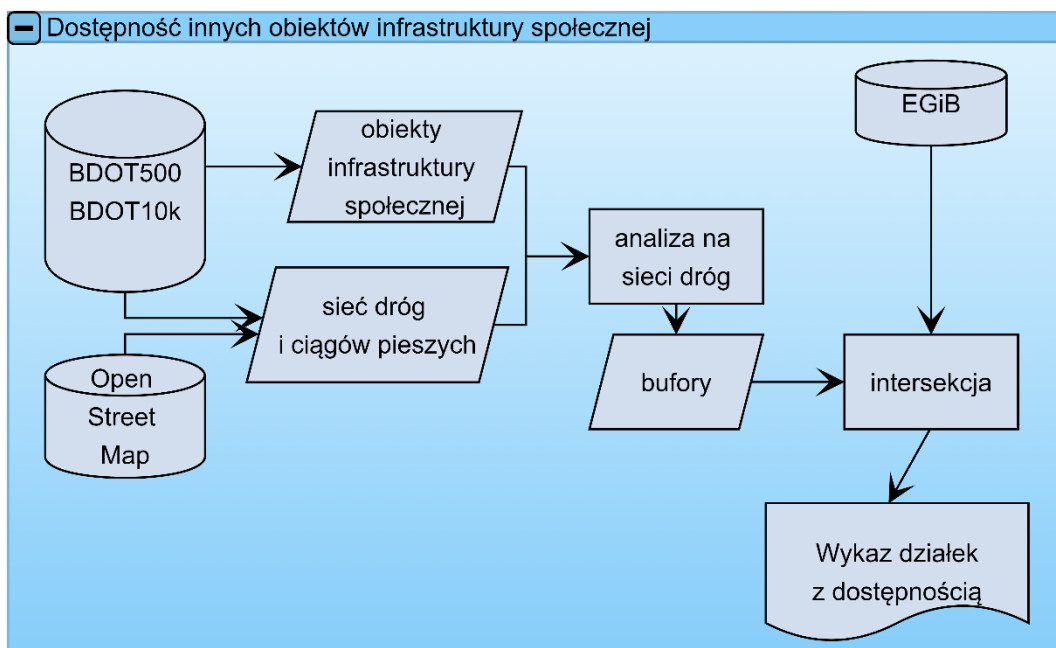 Dostępność innych obiektów infrastruktury społecznej
BDOT500
BDOT10k
obiekty
infrastruktury
społecznej
EGiB
analiza na
sieci dróg
sieć dróg
i ciągów pieszych
Open
Street
Map
bufory
intersekcja
Wykaz działek
z dostępnością